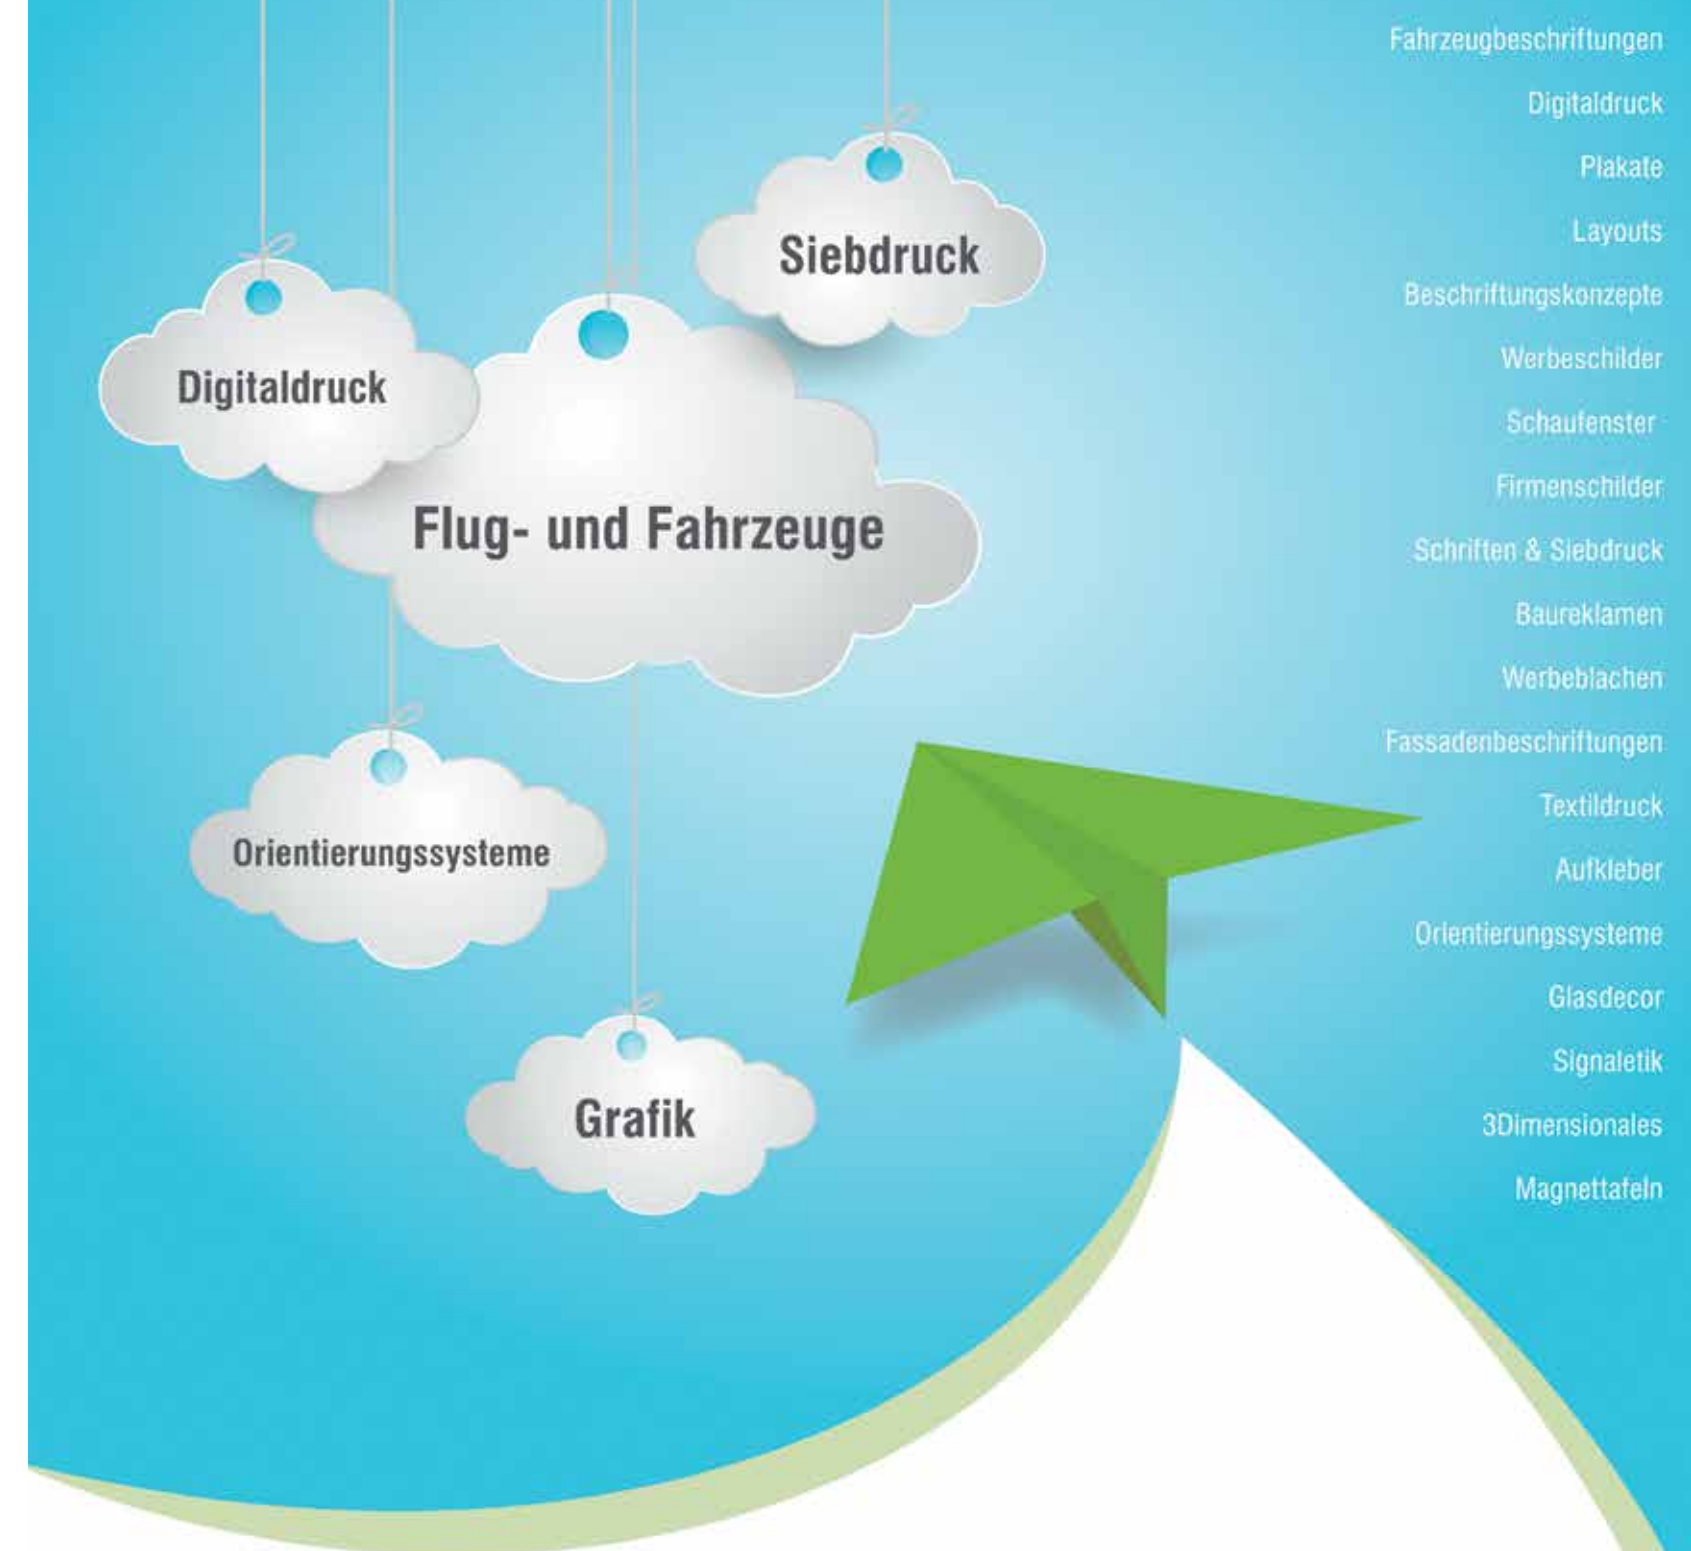 Siebdruck
Digitaldruck
Flug- und Fahrzeuge
Orientierungssysteme
Grafik
Fahrzeugbeschriftungen
Digitaldruck
Plakate
Layouts
Beschriftungskonzepte
Werbeschilder
Schaufenster
Firmenschilder
Schriften & Siebdruck
Baureklamen
Werbeblachen
Fassadenbeschriftungen
Textildruck
Aufkleber
Orientierungssysteme
Glasdecor
Signaletik
3Dimensionales
Magnettafeln